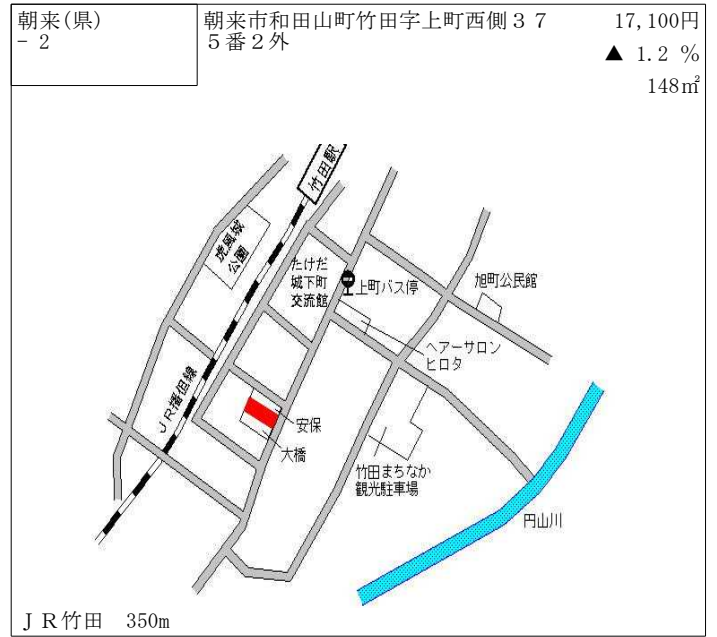 朝来(県)
- 2
朝来市和田山町竹田字上町西側３７
５番２外
17,100円
▲ 1.2 %
148㎡
竹田駅
虎臥城
公園
たけだ
城下町
交流館
上町バス停
旭町公民館
ヘアーサロン
ヒロタ
ＪＲ播但線
安保
大橋
竹田まちなか
観光駐車場
円山川
ＪＲ竹田　350m